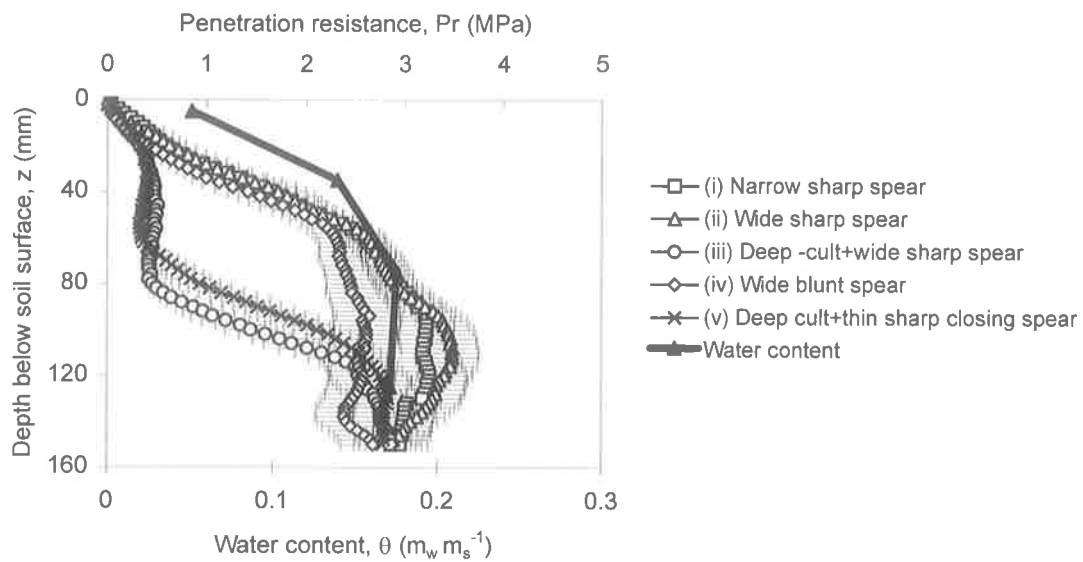 Penetration resistance, Pr (MPa)
0 1 2 3 4 5
Depth below soil surface, z (mm)
0
40
80
120
160
0 0.1 0.2 0.3
Water content, θ (m_w m_s^-1)
(i) Narrow sharp spear
(ii) Wide sharp spear
(iii) Deep -cult+wide sharp spear
(iv) Wide blunt spear
(v) Deep cult+thin sharp closing spear
Water content